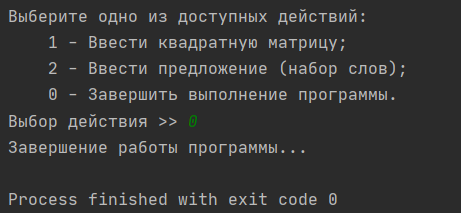 Выберите одно из доступных действий:
1 - Ввести квадратную матрицу;
2 - Ввести предложение (набор слов);
0 - Завершить выполнение программы.
Выбор действия >> 0
Завершение работы программы...
Process finished with exit code 0